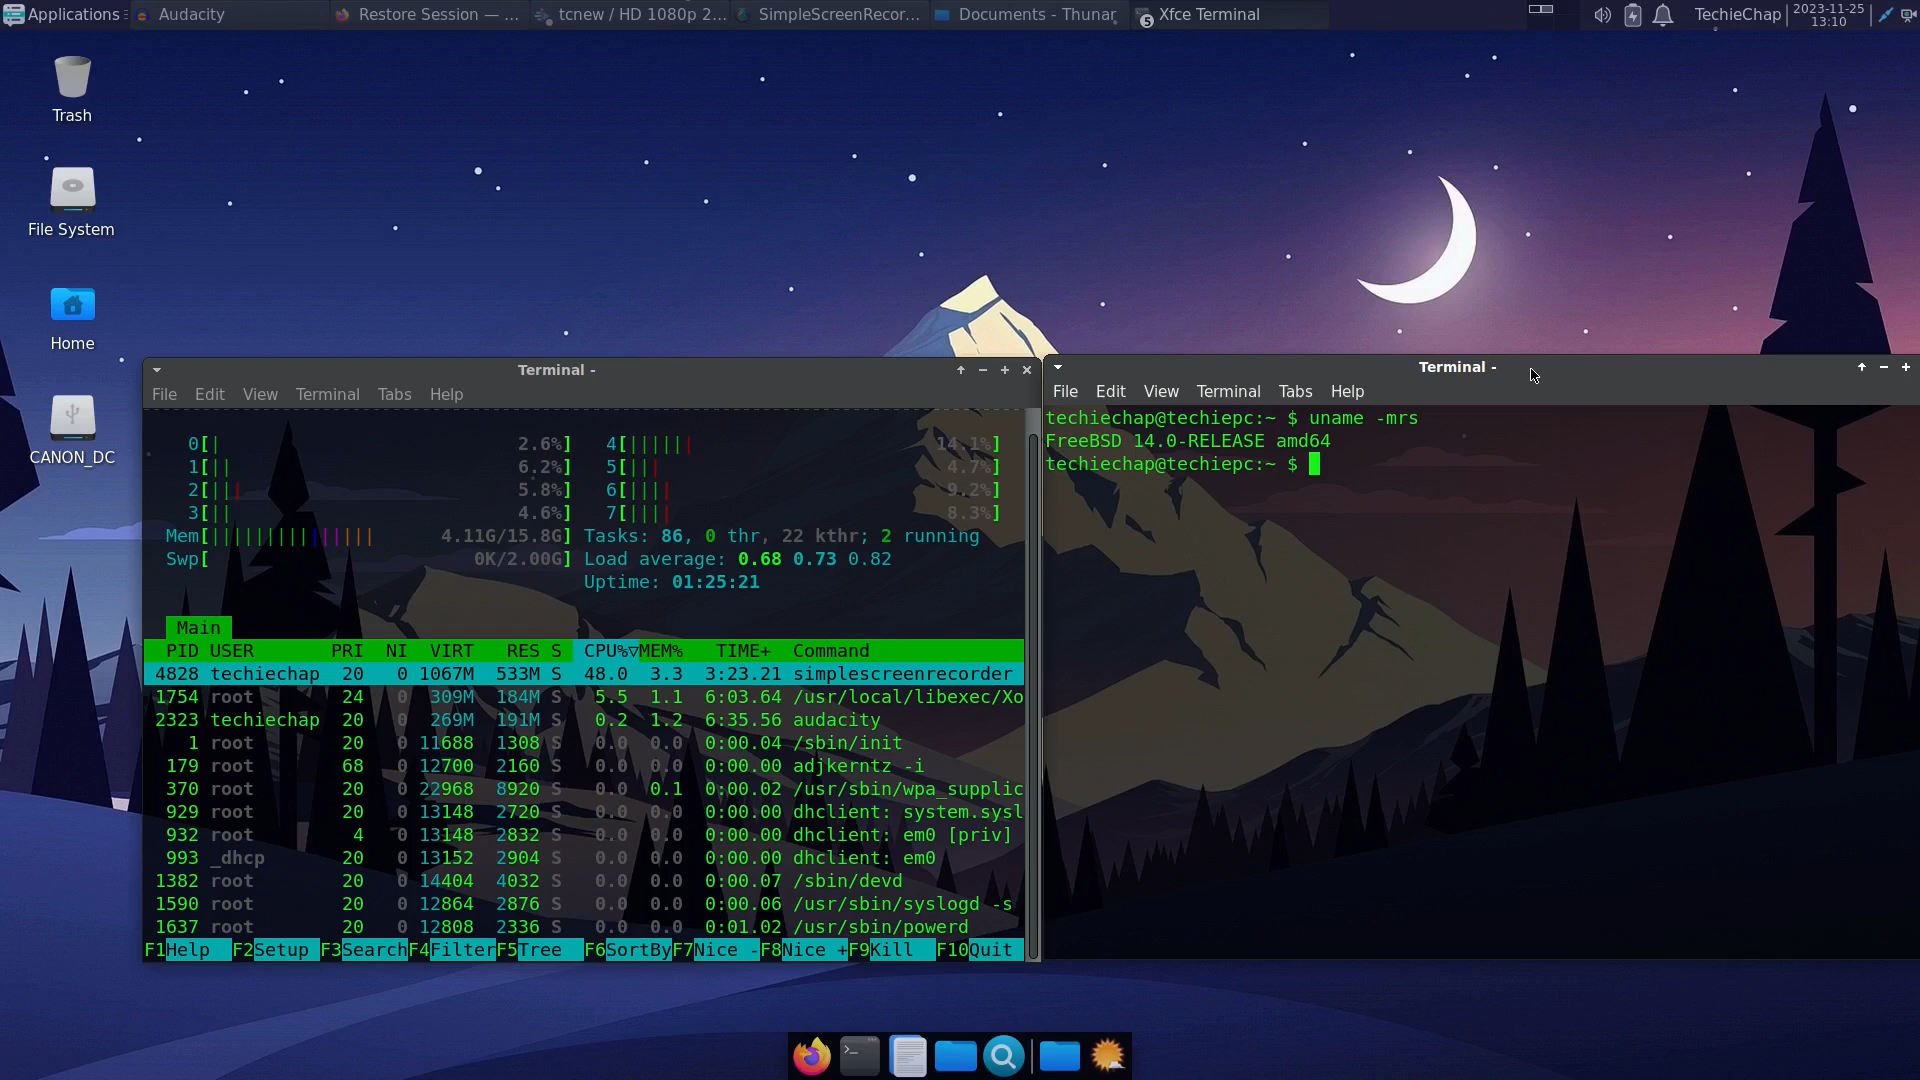 Applications
Audacity
Restore Session — ...
tcnew / HD 1080p 2...
SimpleScreenRecor...
Documents - Thunar
5
Xfce Terminal
TechieChap
2023-11-25
13:10
Trash
File System
Home
CANON_DC
Terminal -
File Edit View Terminal Tabs Help
0[| 2.6%] 4[|||||| 14.1%]
1[|| 6.2%] 5[||| 4.7%]
2[||| 5.8%] 6[|||| 9.2%]
3[|| 4.6%] 7[|||| 8.3%]
Mem[||||||||||||||| 4.11G/15.8G] Tasks: 86, 0 thr, 22 kthr; 2 running
Swp[ 0K/2.00G] Load average: 0.68 0.73 0.82
Uptime: 01:25:21
Main
PID USER PRI NI VIRT RES S CPU%▽MEM% TIME+ Command
4828 techiechap 20 0 1067M 533M S 48.0 3.3 3:23.21 simplescreenrecorder
1754 root 24 0 309M 184M S 5.5 1.1 6:03.64 /usr/local/libexec/Xo
2323 techiechap 20 0 269M 191M S 0.2 1.2 6:35.56 audacity
1 root 20 0 11688 1308 S 0.0 0.0 0:00.04 /sbin/init
179 root 68 0 12700 2160 S 0.0 0.0 0:00.00 adjkerntz -i
370 root 20 0 22968 8920 S 0.0 0.1 0:00.02 /usr/sbin/wpa_supplic
929 root 20 0 13148 2720 S 0.0 0.0 0:00.00 dhclient: system.sysl
932 root 4 0 13148 2832 S 0.0 0.0 0:00.00 dhclient: em0 [priv]
993 _dhcp 20 0 13152 2904 S 0.0 0.0 0:00.00 dhclient: em0
1382 root 20 0 14404 4032 S 0.0 0.0 0:00.07 /sbin/devd
1590 root 20 0 12864 2876 S 0.0 0.0 0:00.06 /usr/sbin/syslogd -s
1637 root 20 0 12808 2336 S 0.0 0.0 0:01.02 /usr/sbin/powerd
F1Help F2Setup F3SearchF4FilterF5Tree F6SortByF7Nice -F8Nice +F9Kill F10Quit
Terminal -
File Edit View Terminal Tabs Help
techiechap@techiepc:~ $ uname -mrs
FreeBSD 14.0-RELEASE amd64
techiechap@techiepc:~ $